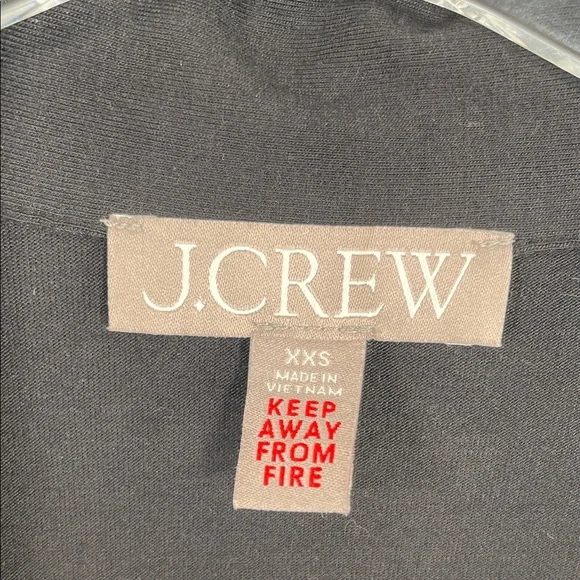 J.CREW
XXS
MADE IN
VIETNAM
KEEP
AWAY
FROM
FIRE